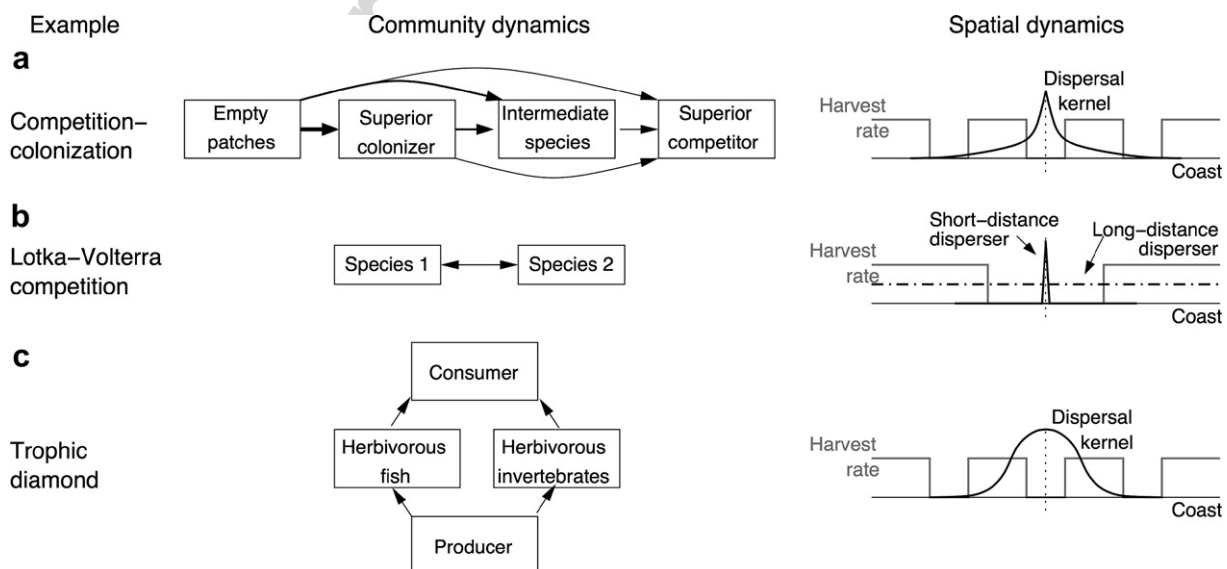 Example
Community dynamics
Spatial dynamics
a
Competition–
colonization
Empty
patches
Superior
colonizer
Intermediate
species
Superior
competitor
Harvest
rate
Dispersal
kernel
Coast
b
Lotka–Volterra
competition
Species 1
Species 2
Harvest
rate
Short–distance
disperser
Long–distance
disperser
Coast
c
Trophic
diamond
Consumer
Herbivorous
fish
Herbivorous
invertebrates
Producer
Harvest
rate
Dispersal
kernel
Coast